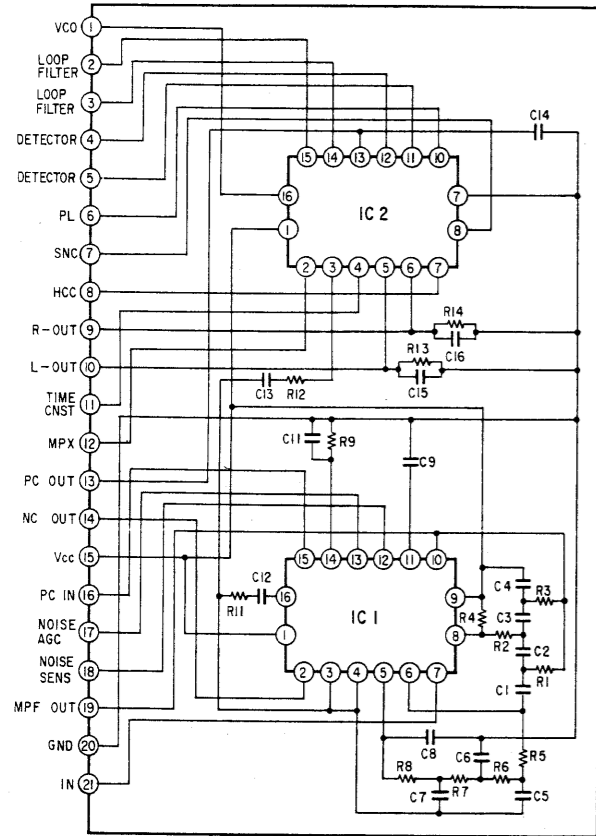 VCO 1
LOOP FILTER 2
LOOP FILTER 3
DETECTOR 4
DETECTOR 5
PL 6
SNC 7
HCC 8
R-OUT 9
L-OUT 10
TIME CNST 11
MPX 12
PC OUT 13
NC OUT 14
Vcc 15
PC IN 16
NOISE AGC 17
NOISE SENS 18
MPF OUT 19
GND 20
IN 21
C14
15 14 13 12 11 10
16 IC2 7
1 8
2 3 4 5 6 7
R14
C16
R13
C15
C13 R12
C11 R9 C9
15 14 13 12 11 10
R11 C12 16 IC1 9
1 8
2 3 4 5 6 7
C4 R3
R4 C3
R2 C2
R1
C1
C8 C6 R5
R8 R7 R6
C7 C5